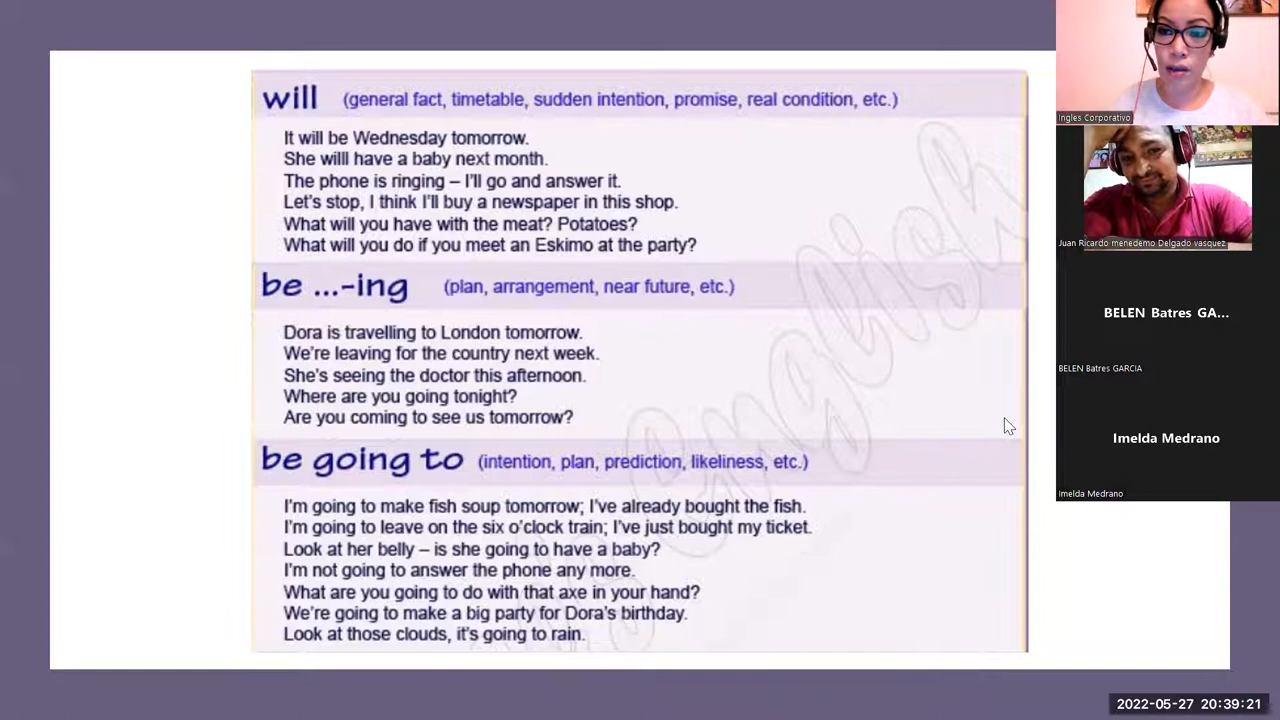 will (general fact, timetable, sudden intention, promise, real condition, etc.)
It will be Wednesday tomorrow.
She willl have a baby next month.
The phone is ringing – I'll go and answer it.
Let's stop, I think I'll buy a newspaper in this shop.
What will you have with the meat? Potatoes?
What will you do if you meet an Eskimo at the party?
be ...-ing (plan, arrangement, near future, etc.)
Dora is travelling to London tomorrow.
We're leaving for the country next week.
She's seeing the doctor this afternoon.
Where are you going tonight?
Are you coming to see us tomorrow?
be going to (intention, plan, prediction, likeliness, etc.)
I'm going to make fish soup tomorrow; I've already bought the fish.
I'm going to leave on the six o'clock train; I've just bought my ticket.
Look at her belly – is she going to have a baby?
I'm not going to answer the phone any more.
What are you going to do with that axe in your hand?
We're going to make a big party for Dora's birthday.
Look at those clouds, it's going to rain.
English
Ingles Corporativo
Juan Ricardo menedemo Delgado vasquez
BELEN Batres GA...
BELEN Batres GARCIA
Imelda Medrano
Imelda Medrano
2022-05-27 20:39:21